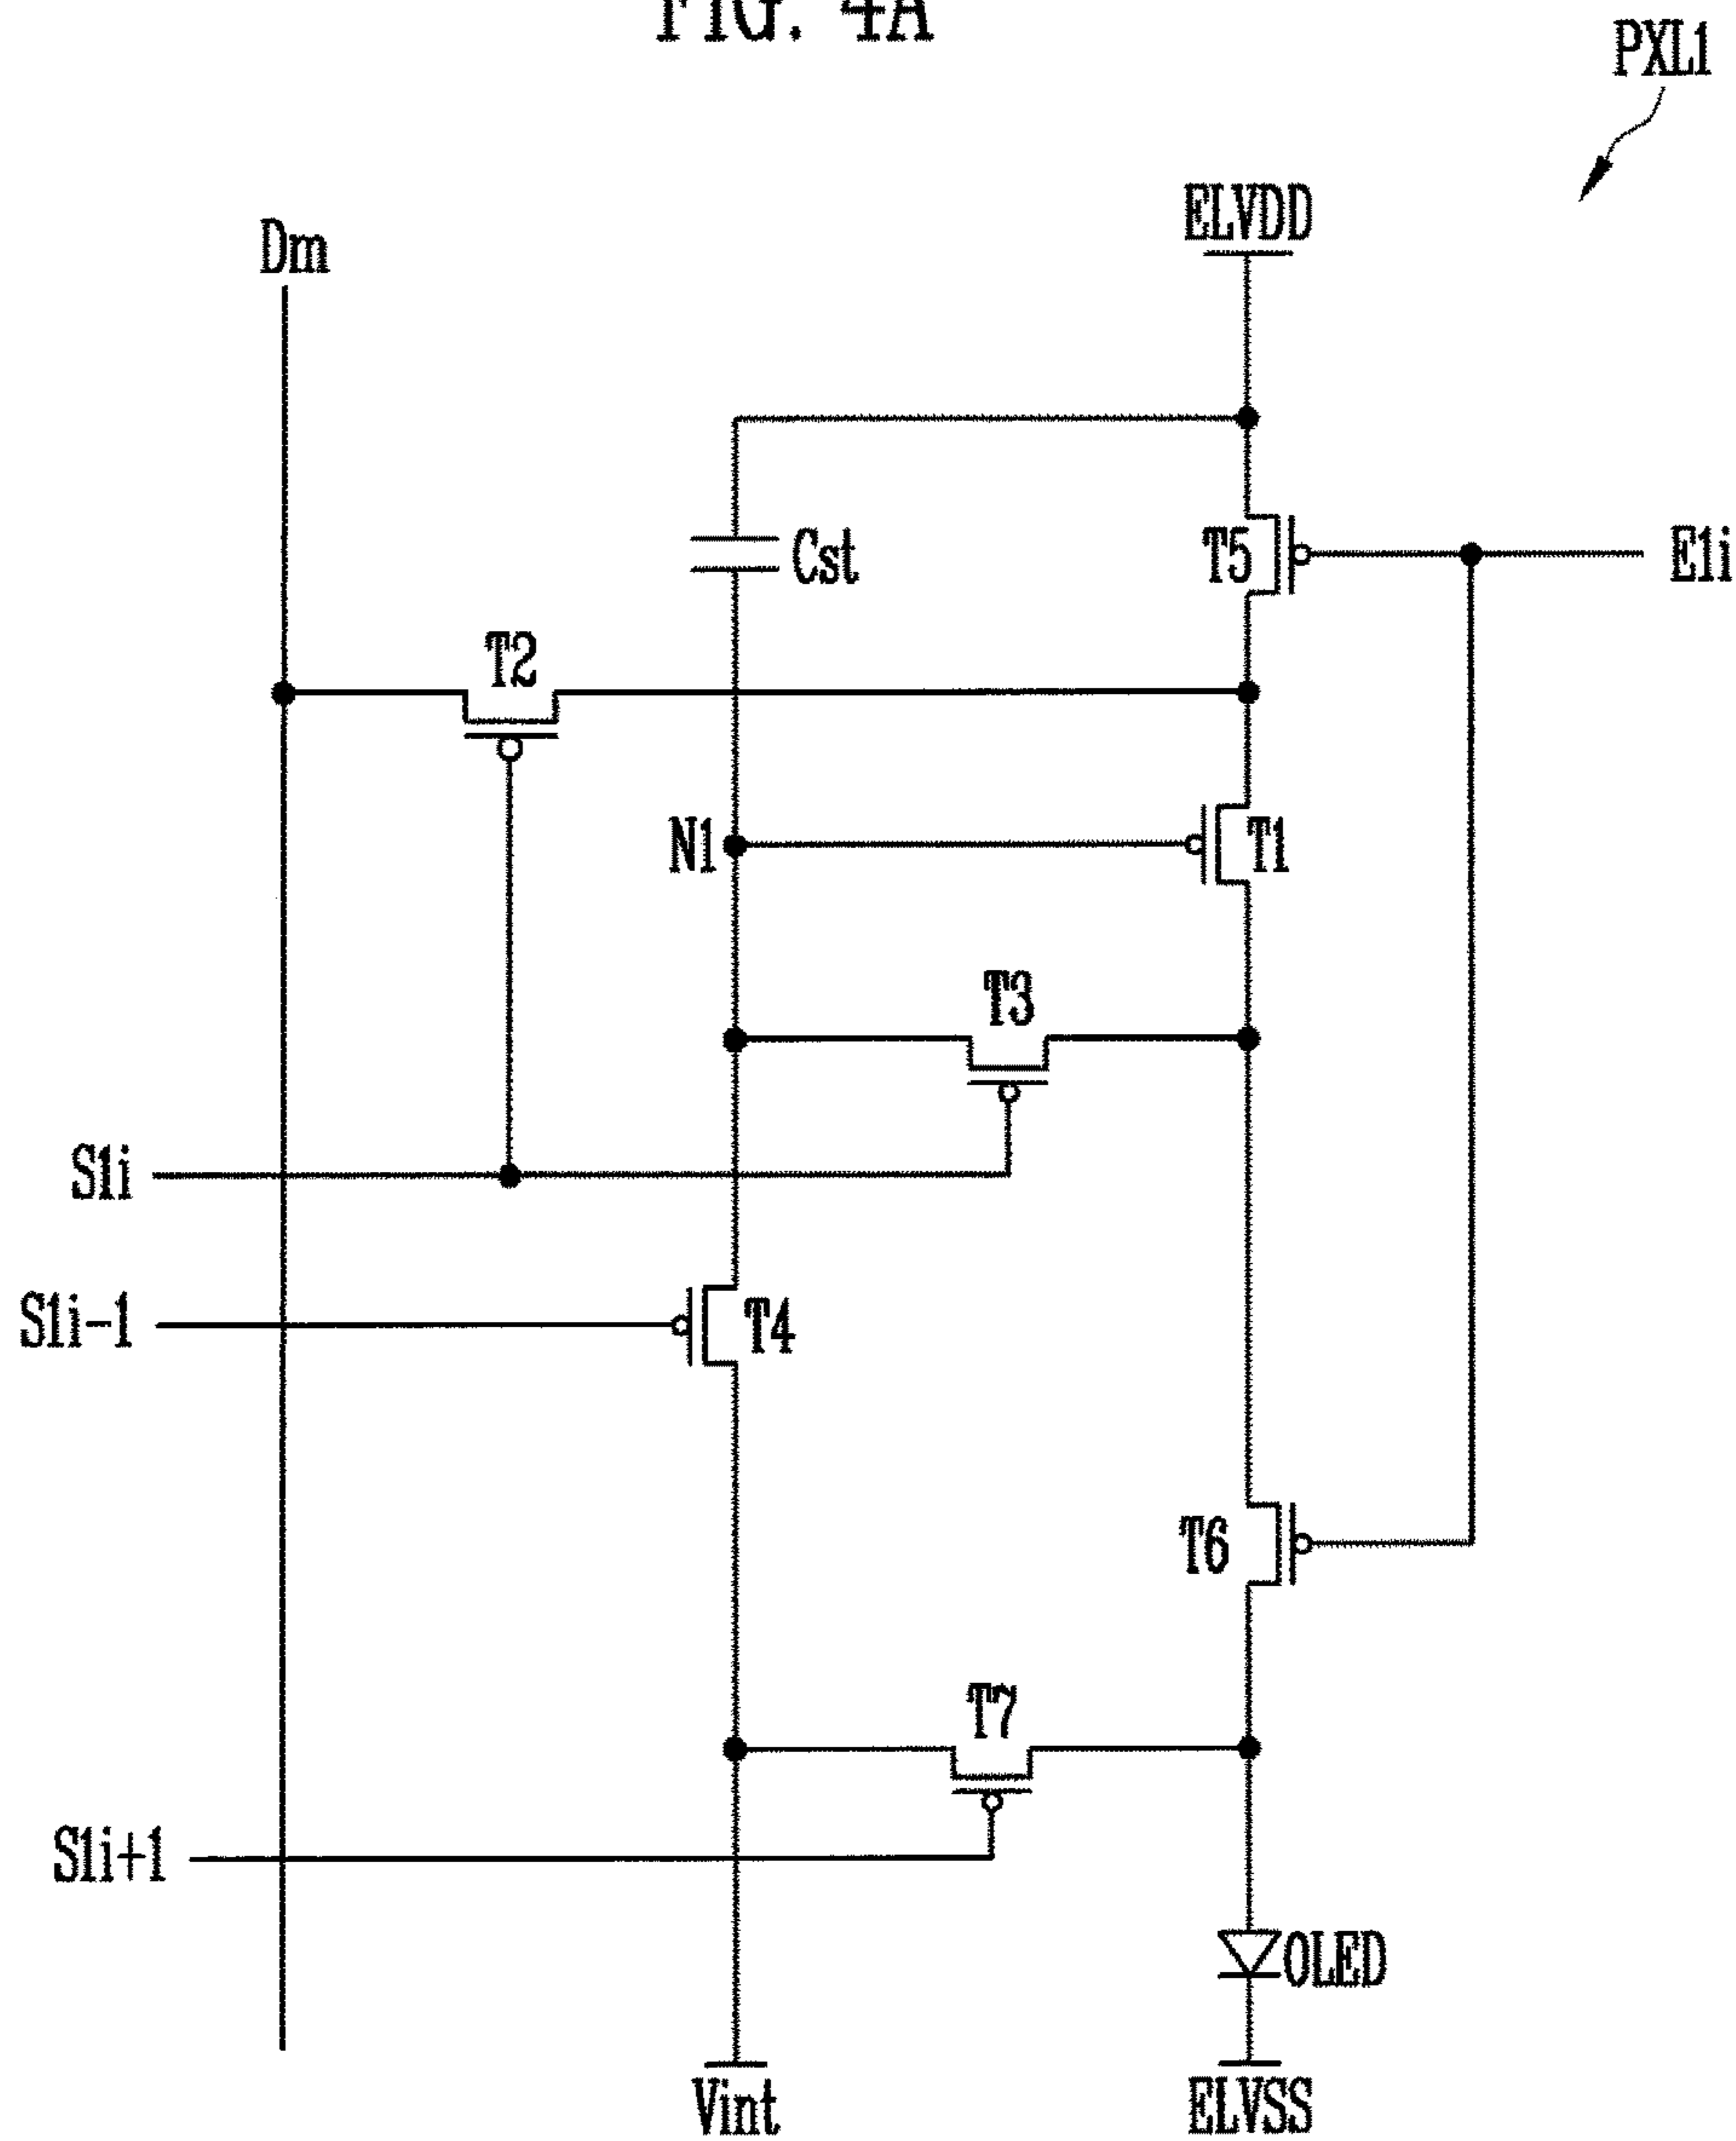 FIG. 4A
PXL1
ELVDD
Dm
Cst
T5
E1i
T2
N1
T1
T3
S1i
S1i-1
T4
T6
T7
S1i+1
OLED
Vint
ELVSS